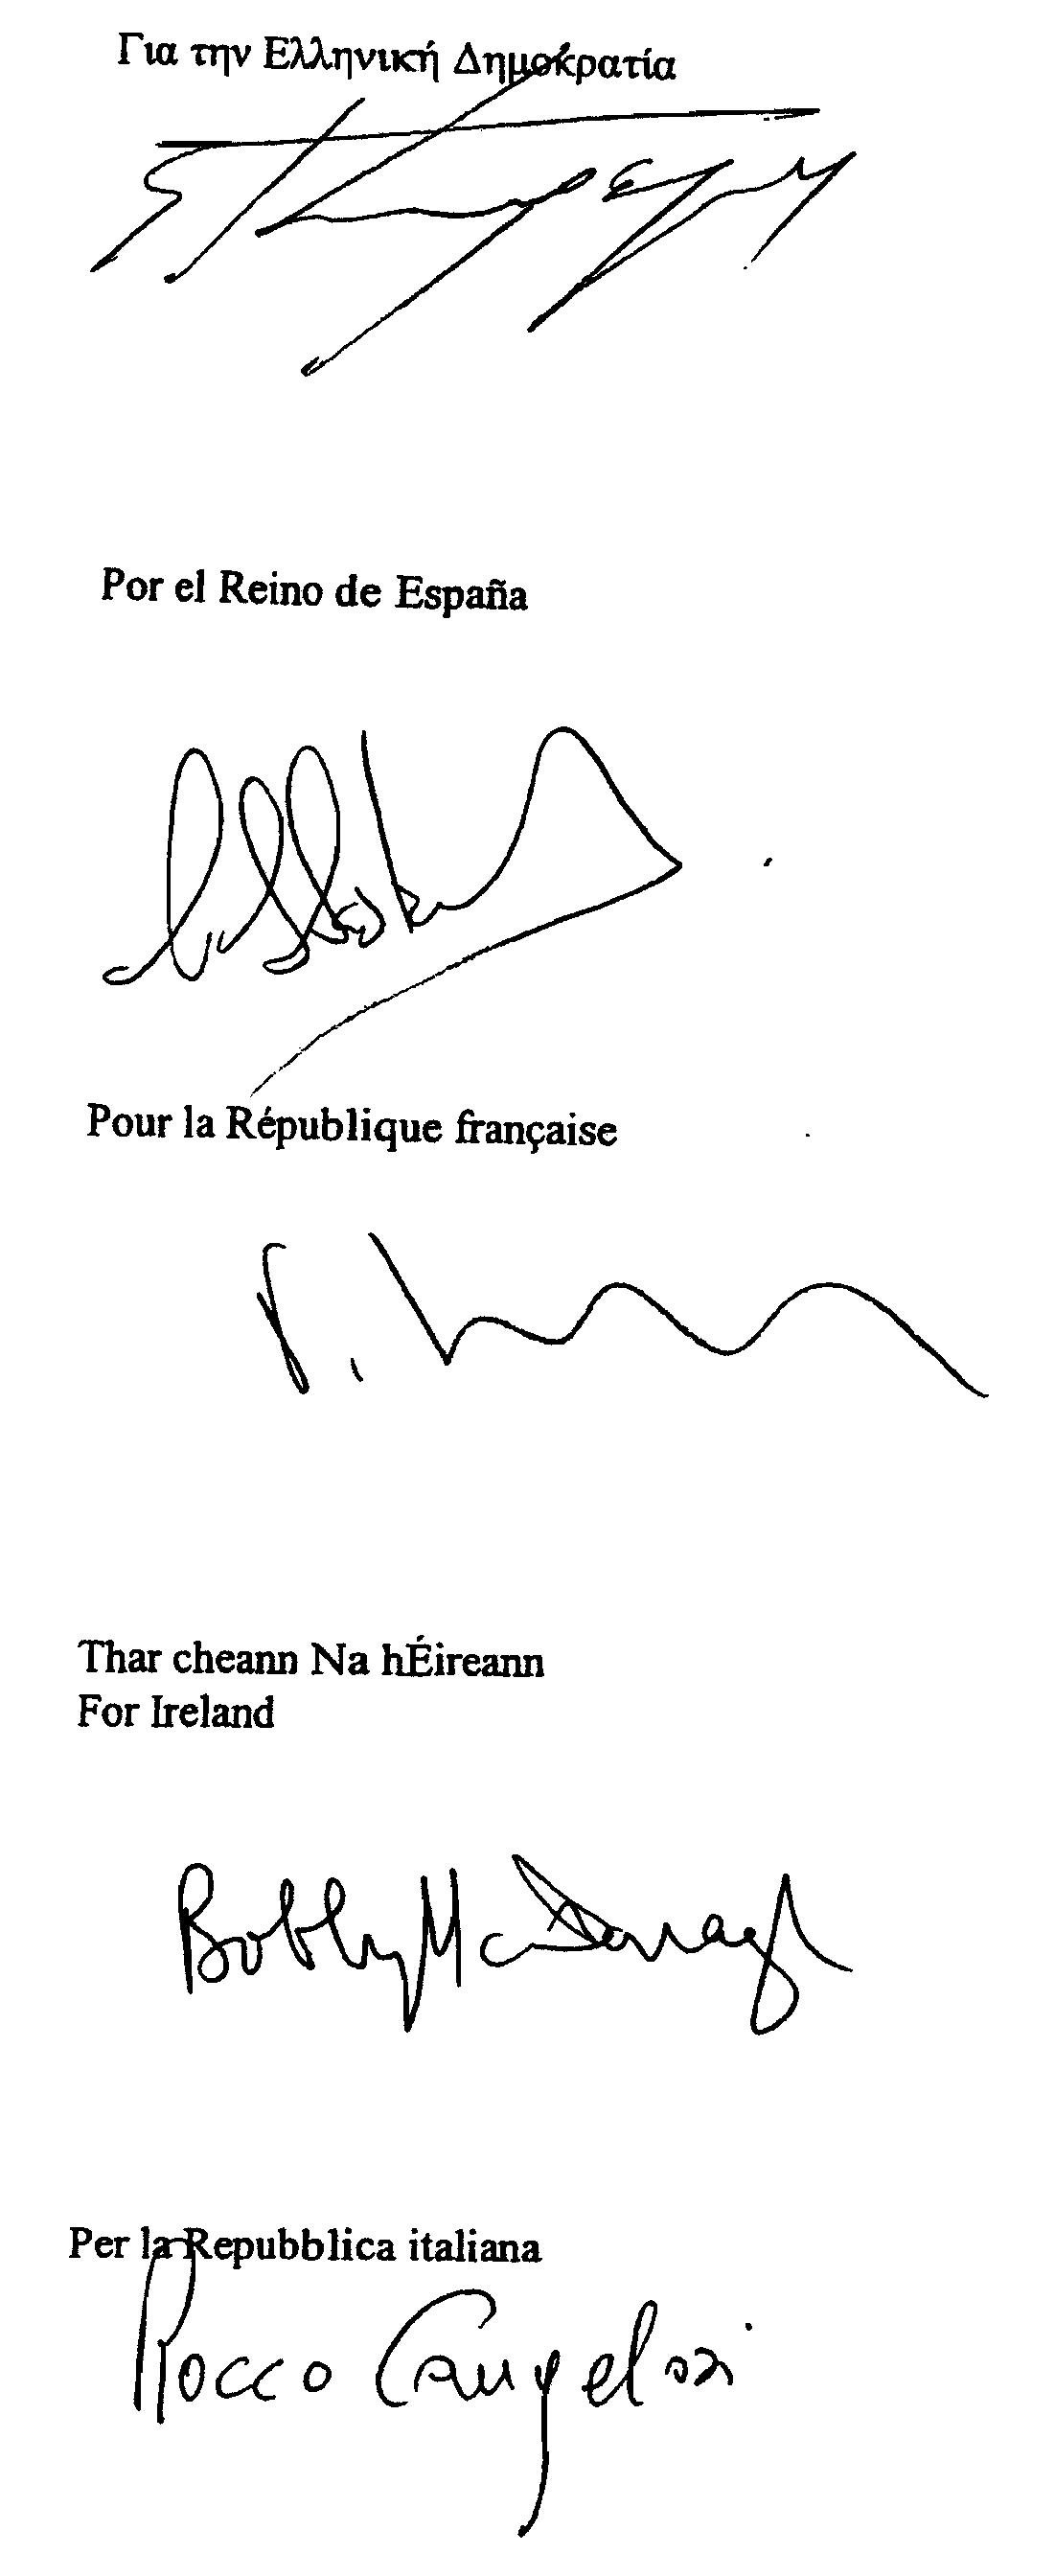 Για την Ελληνική Δημοκρατία
Por el Reino de España
Pour la République française
Thar cheann Na hÉireann
For Ireland
Bobby McDonagh
Per la Repubblica italiana
Rocco Cangelosi